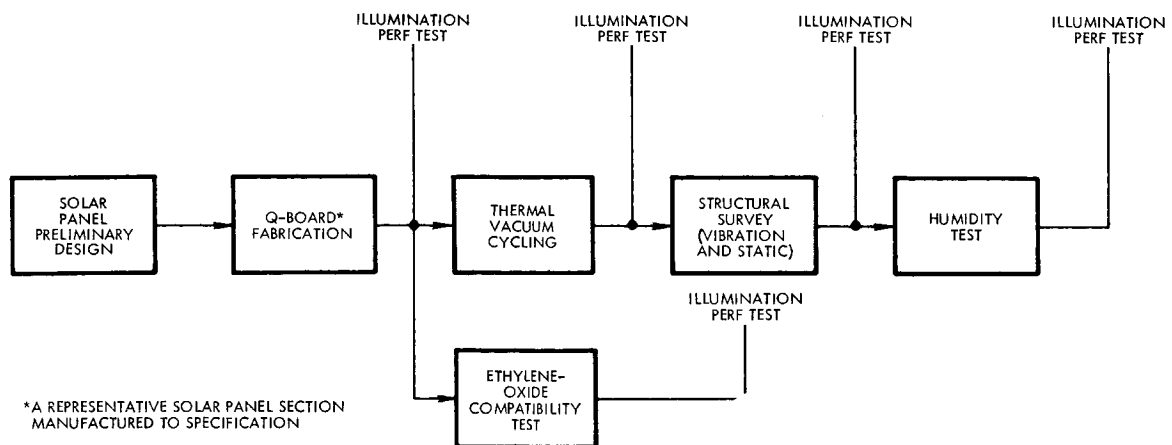 ILLUMINATION
PERF TEST
ILLUMINATION
PERF TEST
ILLUMINATION
PERF TEST
ILLUMINATION
PERF TEST
SOLAR
PANEL
PRELIMINARY
DESIGN
Q-BOARD*
FABRICATION
THERMAL
VACUUM
CYCLING
STRUCTURAL
SURVEY
(VIBRATION
AND STATIC)
HUMIDITY
TEST
ILLUMINATION
PERF TEST
ETHYLENE-
OXIDE
COMPATIBILITY
TEST
*A REPRESENTATIVE SOLAR PANEL SECTION
MANUFACTURED TO SPECIFICATION